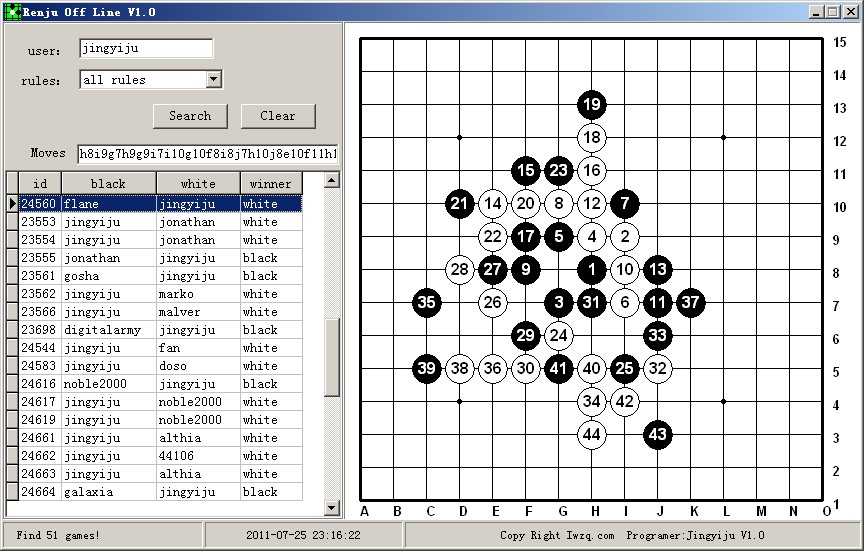 Renju Off Line V1.0
user: jingyiju
rules: all rules
Search Clear
Moves h8i9g7h9g9i7i10g10f8i8j7h10j8e10f11h1
id black white winner
24560 flane jingyiju white
23553 jingyiju jonathan white
23554 jingyiju jonathan white
23555 jonathan jingyiju black
23561 gosha jingyiju black
23562 jingyiju marko white
23566 jingyiju malver white
23698 digitalarmy jingyiju black
24544 jingyiju fan white
24583 jingyiju doso white
24616 noble2000 jingyiju black
24617 jingyiju noble2000 white
24619 jingyiju noble2000 white
24661 jingyiju althia white
24662 jingyiju 44106 white
24663 jingyiju althia white
24664 galaxia jingyiju black
15
14
19 13
18 12
15 23 16 11
21 14 20 8 12 7 10
22 17 5 4 2 9
28 27 9 1 10 13 8
35 26 3 31 6 11 37 7
29 24 33 6
39 38 36 30 41 40 25 32 5
34 42 4
44 43 3
2
1
A B C D E F G H I J K L M N O
Find 51 games! 2011-07-25 23:16:22 Copy Right Iwzq.com Programer:Jingyiju V1.0